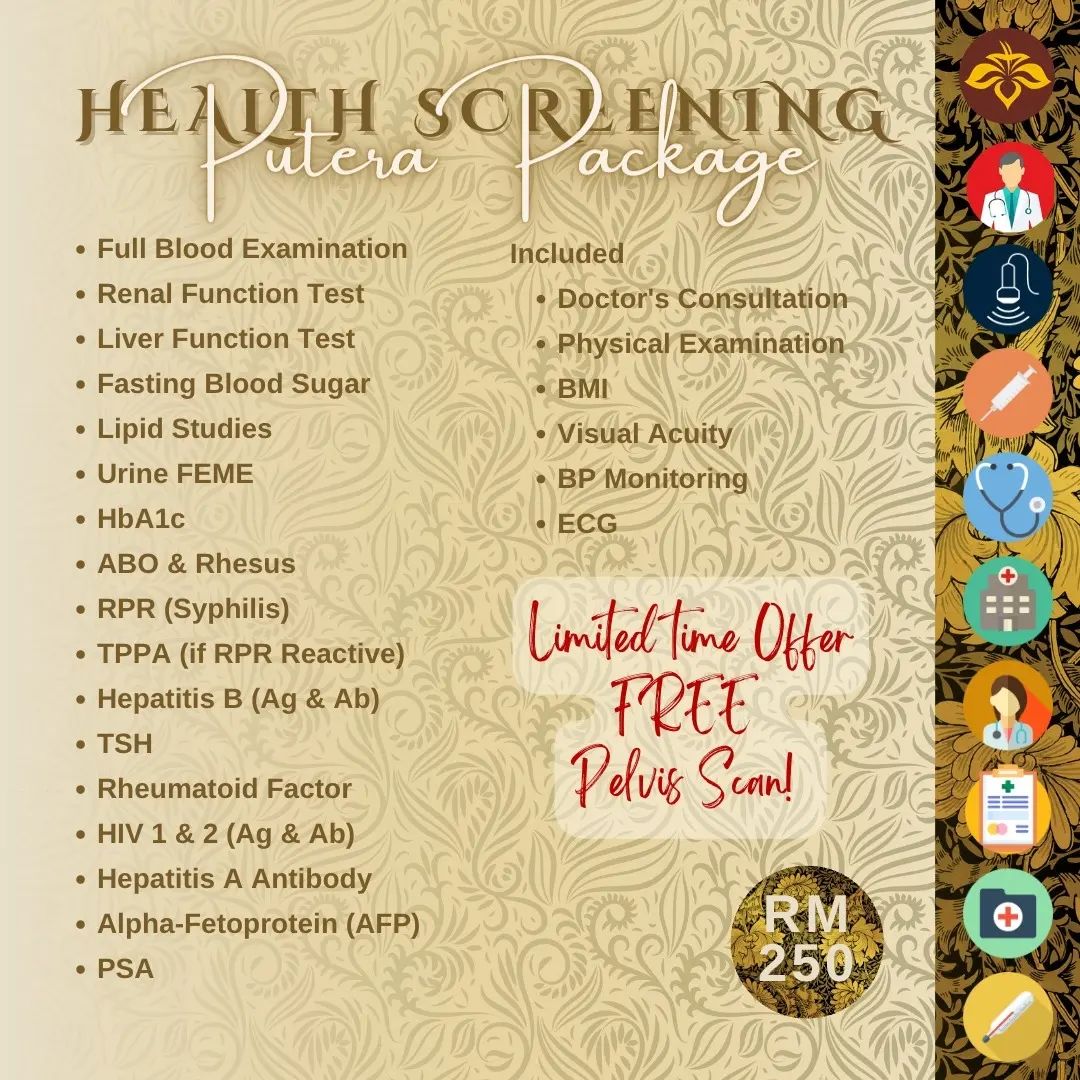 HEALTH SCREENING
Putera Package
Full Blood Examination
Renal Function Test
Liver Function Test
Fasting Blood Sugar
Lipid Studies
Urine FEME
HbA1c
ABO & Rhesus
RPR (Syphilis)
TPPA (if RPR Reactive)
Hepatitis B (Ag & Ab)
TSH
Rheumatoid Factor
HIV 1 & 2 (Ag & Ab)
Hepatitis A Antibody
Alpha-Fetoprotein (AFP)
PSA
Included
Doctor's Consultation
Physical Examination
BMI
Visual Acuity
BP Monitoring
ECG
Limited time Offer
FREE
Pelvis Scan!
RM
250